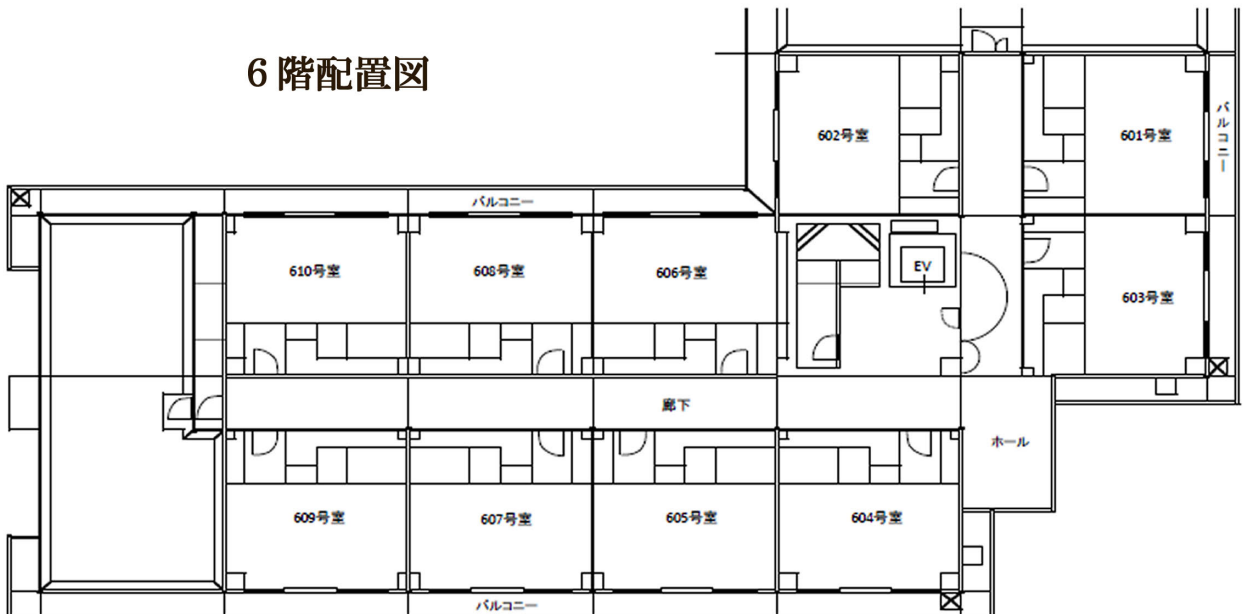 6階配置図
602号室
601号室
バルコニー
バルコニー
610号室
608号室
606号室
EV
603号室
廊下
ホール
609号室
607号室
605号室
604号室
バルコニー